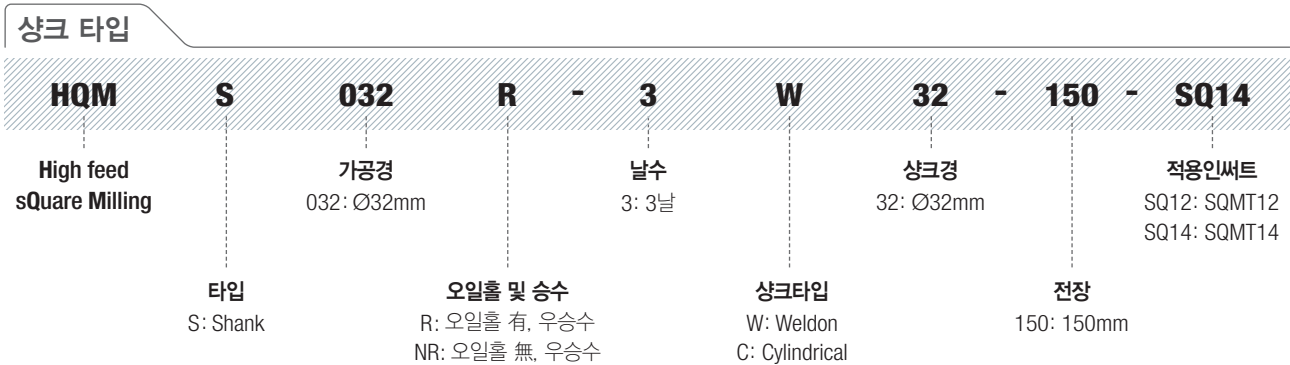 샹크 타입
HQM S 032 R - 3 W 32 - 150 - SQ14
High feed
sQuare Milling
가공경
032: Ø32mm
날수
3: 3날
샹크경
32: Ø32mm
적용인써트
SQ12: SQMT12
SQ14: SQMT14
타입
S: Shank
오일홀 및 승수
R: 오일홀 有, 우승수
NR: 오일홀 無, 우승수
샹크타입
W: Weldon
C: Cylindrical
전장
150: 150mm